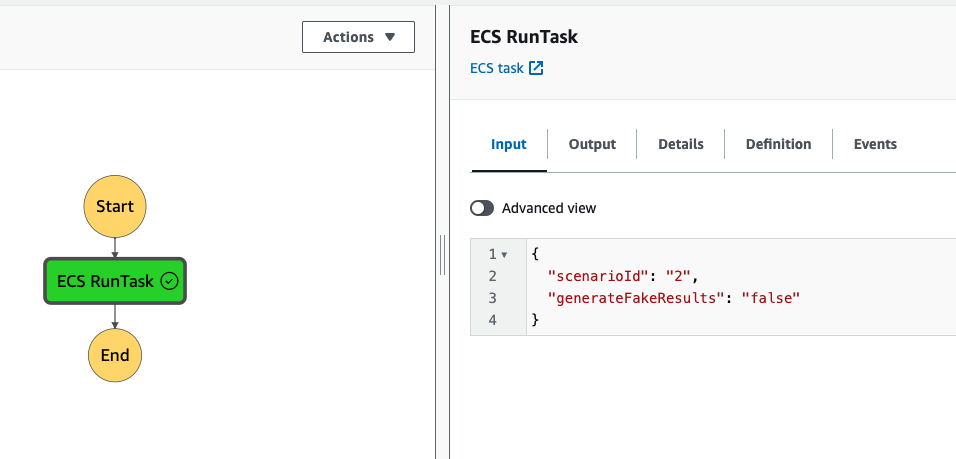 Actions
Start
ECS RunTask
End
ECS RunTask
ECS task
Input
Output
Details
Definition
Events
Advanced view
1 {
2 "scenarioId": "2",
3 "generateFakeResults": "false"
4 }